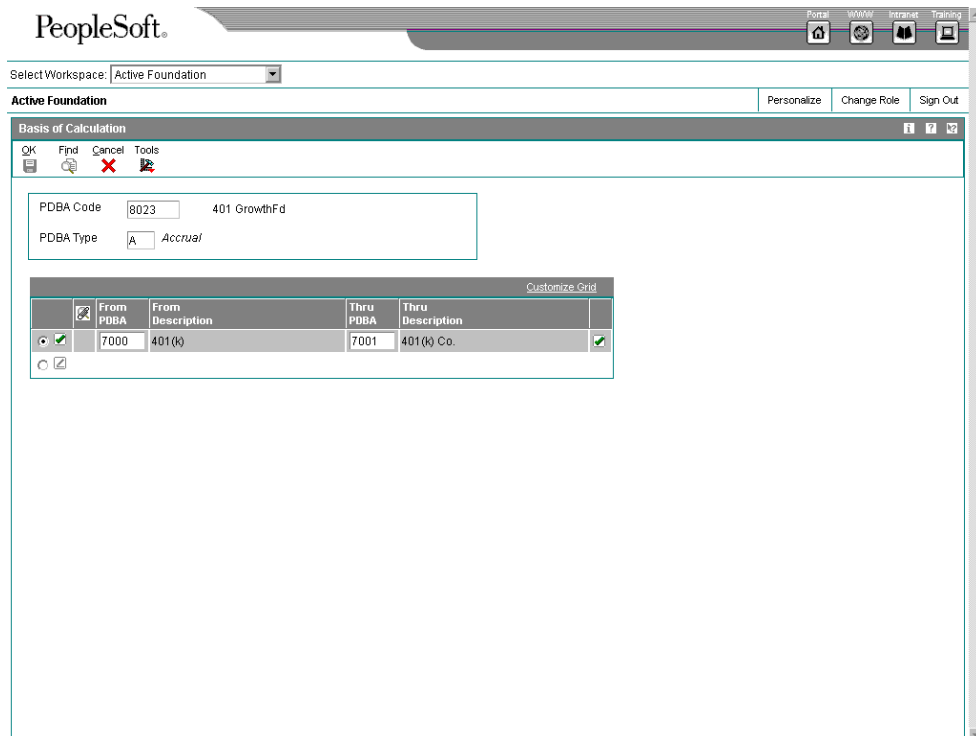 Portal WWW Intranet Training
PeopleSoft.
Select Workspace: Active Foundation
Active Foundation Personalize Change Role Sign Out
Basis of Calculation i ? ?
OK Find Cancel Tools
PDBA Code 8023 401 GrowthFd
PDBA Type A Accrual
Customize Grid
From PDBA From Description Thru PDBA Thru Description
7000 401(k) 7001 401(k) Co.